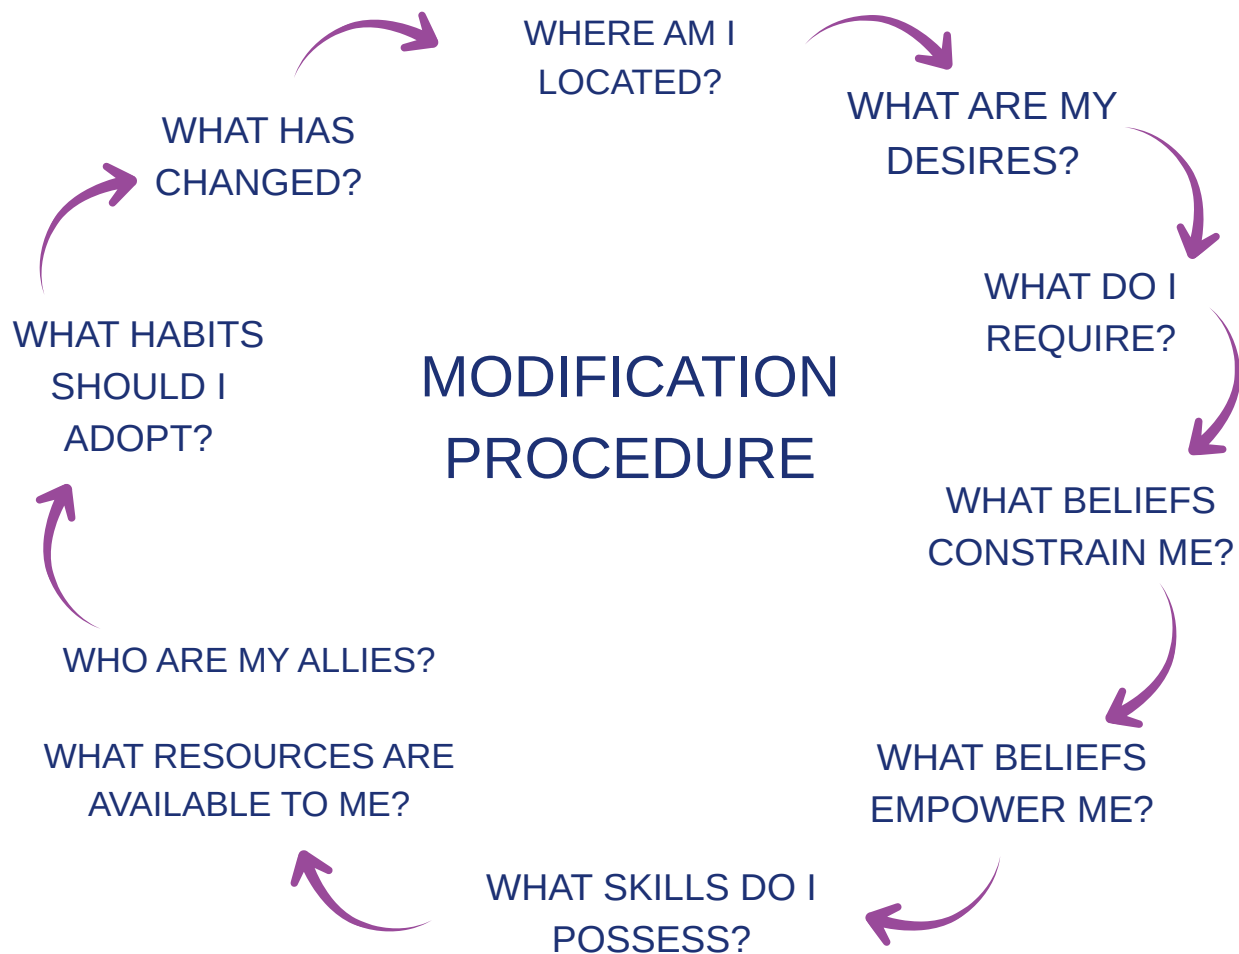 WHERE AM I
LOCATED?
WHAT ARE MY
DESIRES?
WHAT DO I
REQUIRE?
WHAT BELIEFS
CONSTRAIN ME?
WHAT BELIEFS
EMPOWER ME?
WHAT SKILLS DO I
POSSESS?
WHAT RESOURCES ARE
AVAILABLE TO ME?
WHO ARE MY ALLIES?
WHAT HABITS
SHOULD I
ADOPT?
WHAT HAS
CHANGED?
MODIFICATION
PROCEDURE